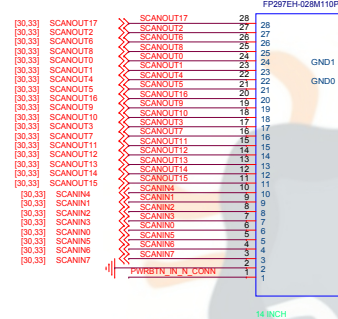 FP297EH-028M110P
[30,33] SCANOUT17 SCANOUT17 28 28
[30,33] SCANOUT2 SCANOUT2 27 27
[30,33] SCANOUT6 SCANOUT6 26 26
[30,33] SCANOUT8 SCANOUT8 25 25
[30,33] SCANOUT0 SCANOUT0 24 24 GND1
[30,33] SCANOUT1 SCANOUT1 23 23
[30,33] SCANOUT4 SCANOUT4 22 22 GND0
[30,33] SCANOUT5 SCANOUT5 21 21
[30,33] SCANOUT16 SCANOUT16 20 20
[30,33] SCANOUT9 SCANOUT9 19 19
[30,33] SCANOUT10 SCANOUT10 18 18
[30,33] SCANOUT3 SCANOUT3 17 17
[30,33] SCANOUT7 SCANOUT7 16 16
[30,33] SCANOUT11 SCANOUT11 15 15
[30,33] SCANOUT12 SCANOUT12 14 14
[30,33] SCANOUT13 SCANOUT13 13 13
[30,33] SCANOUT14 SCANOUT14 12 12
[30,33] SCANOUT15 SCANOUT15 11 11
[30,33] SCANIN4 SCANIN4 10 10
[30,33] SCANIN1 SCANIN1 9 9
[30,33] SCANIN2 SCANIN2 8 8
[30,33] SCANIN3 SCANIN3 7 7
[30,33] SCANIN0 SCANIN0 6 6
[30,33] SCANIN5 SCANIN5 5 5
[30,33] SCANIN6 SCANIN6 4 4
[30,33] SCANIN7 SCANIN7 3 3
2 2
PWRBTN_IN_N_CONN 1 1
14 INCH